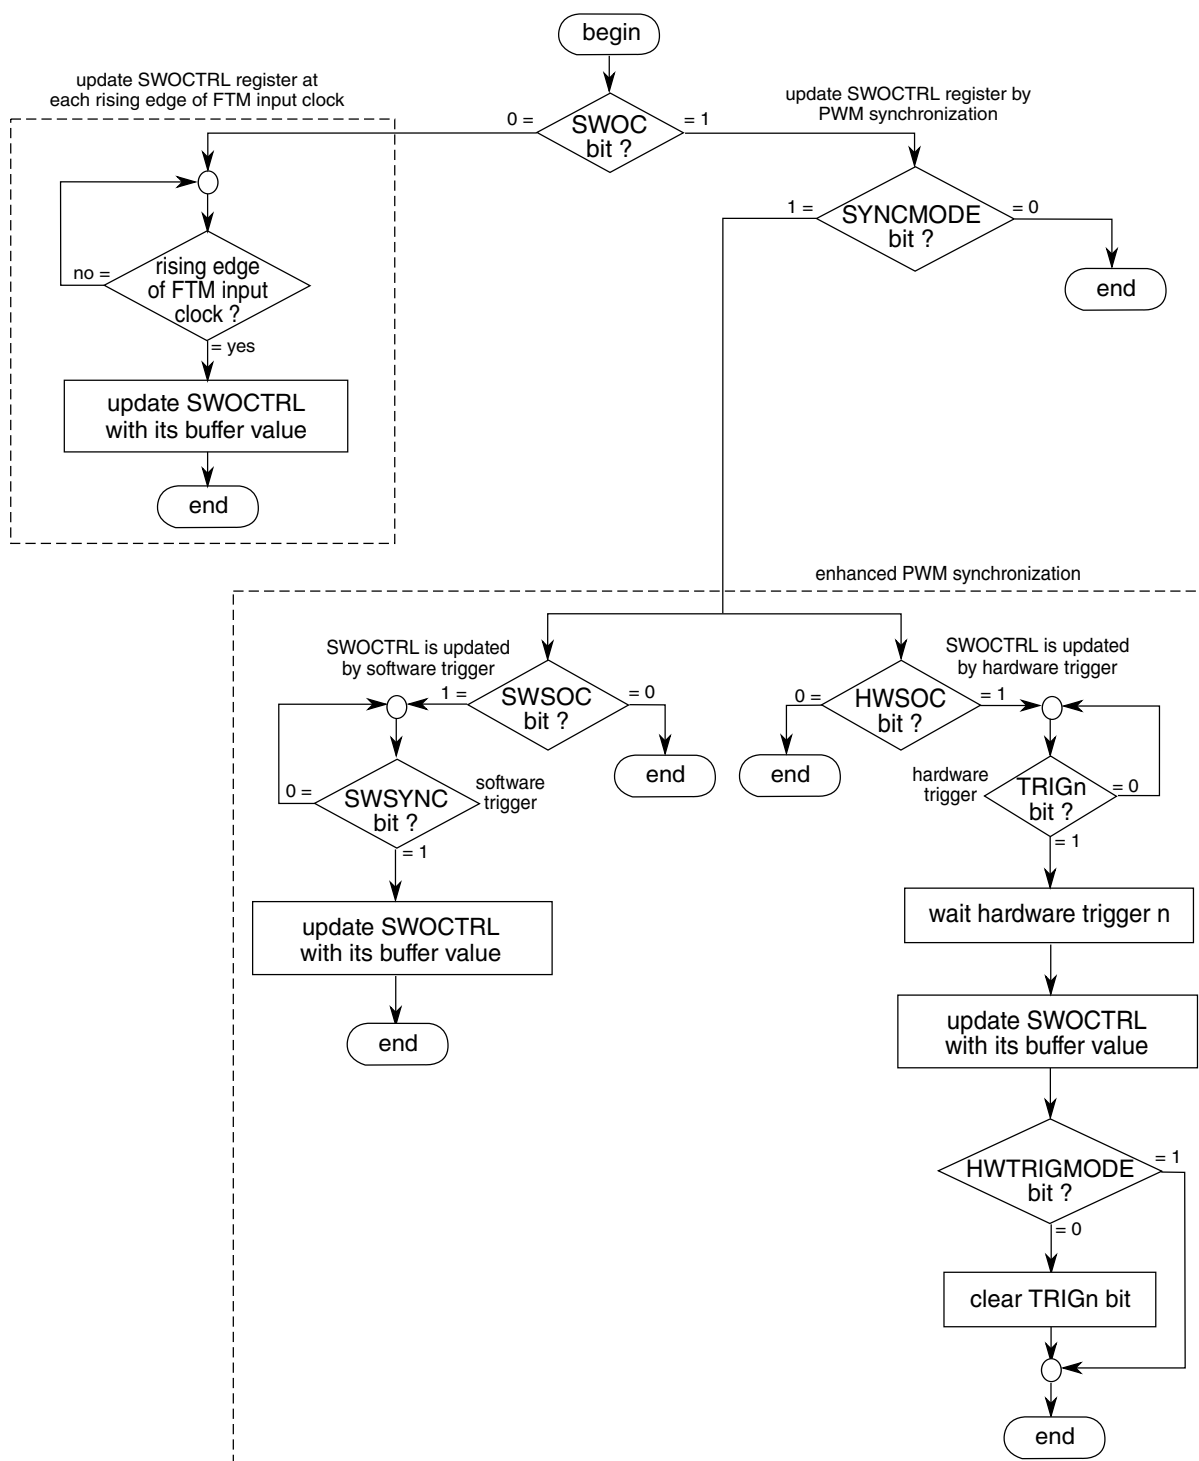 begin
update SWOCTRL register at
each rising edge of FTM input clock
update SWOCTRL register by
PWM synchronization
0 =
SWOC
bit ?
= 1
1 =
SYNCMODE
bit ?
= 0
end
no =
rising edge
of FTM input
clock ?
= yes
update SWOCTRL
with its buffer value
end
enhanced PWM synchronization
SWOCTRL is updated
by software trigger
SWOCTRL is updated
by hardware trigger
1 =
SWSOC
bit ?
= 0
0 =
HWSOC
bit ?
= 1
end
end
0 =
SWSYNC
bit ?
software
trigger
= 1
hardware
trigger
TRIGn
bit ?
= 0
= 1
update SWOCTRL
with its buffer value
end
wait hardware trigger n
update SWOCTRL
with its buffer value
HWTRIGMODE
bit ?
= 1
= 0
clear TRIGn bit
end